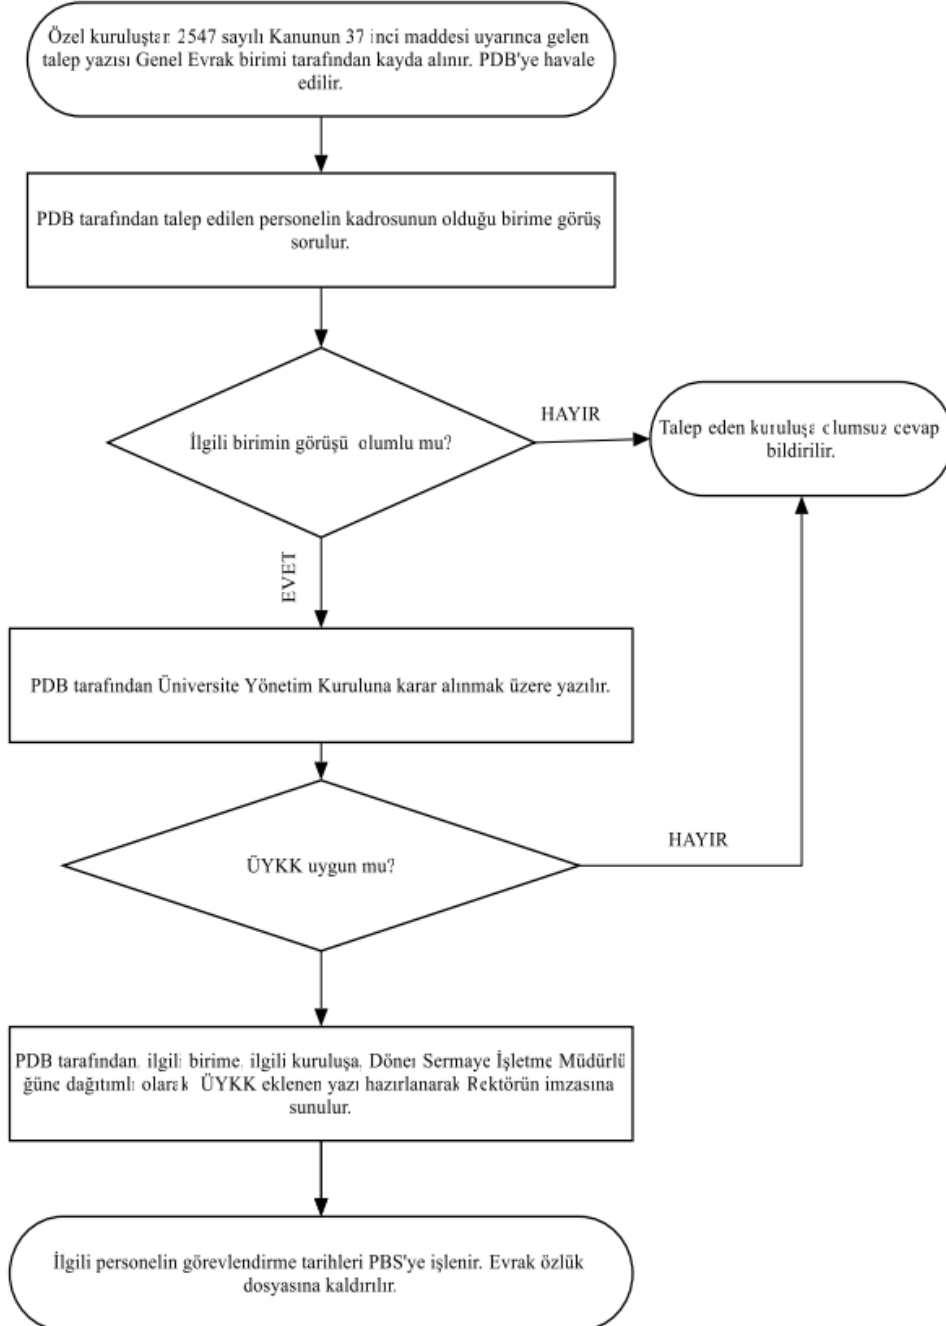 Özel kuruluştan 2547 sayılı Kanunun 37 inci maddesi uyarınca gelen
talep yazısı Genel Evrak birimi tarafından kayda alınır. PDB'ye havale
edilir.
PDB tarafından talep edilen personelin kadrosunun olduğu birime görüş
sorulur.
İlgili birimin görüşü olumlu mu?
HAYIR
Talep eden kuruluşa olumsuz cevap
bildirilir.
EVET
PDB tarafından Üniversite Yönetim Kuruluna karar alınmak üzere yazılır.
ÜYKK uygun mu?
HAYIR
PDB tarafından, ilgili birime, ilgili kuruluşa, Döner Sermaye İşletme Müdürlü
ğüne dağıtımlı olarak ÜYKK eklenen yazı hazırlanarak Rektörün imzasına
sunulur.
İlgili personelin görevlendirme tarihleri PBS'ye işlenir. Evrak özlük
dosyasına kaldırılır.